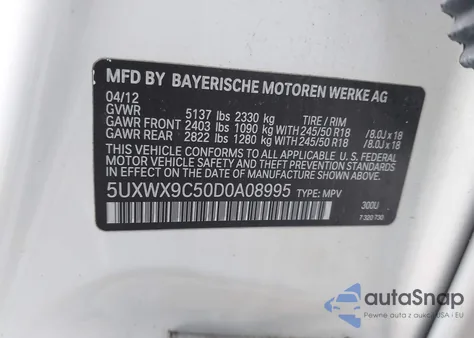 MFD BY BAYERISCHE MOTOREN WERKE AG
04/12
GVWR 5137 lbs 2330 kg TIRE / RIM
GAWR FRONT 2403 lbs 1090 kg WITH 245/50 R18 / 8.0J x 18
GAWR REAR 2822 lbs 1280 kg WITH 245/50 R18 / 8.0J x 18
THIS VEHICLE CONFORMS TO ALL APPLICABLE U.S. FEDERAL
MOTOR VEHICLE SAFETY, BUMPER, AND THEFT PREVENTION STANDARDS
IN EFFECT ON THE DATE OF MANUFACTURE SHOWN ABOVE.
5UXWX9C50D0A08995 TYPE: MPV
300U
7 320 730
autoSnap
Pewne auta z aukcji USA i EU